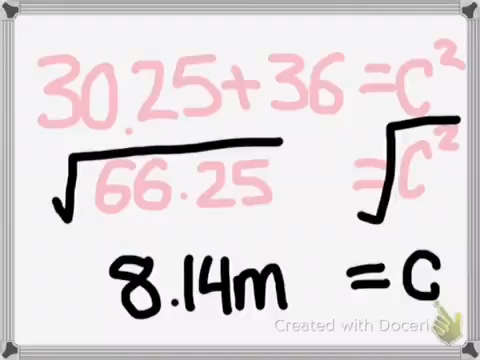 30.25+36=C²
√66.25 =√C²
8.14m =C
Created with Doceri